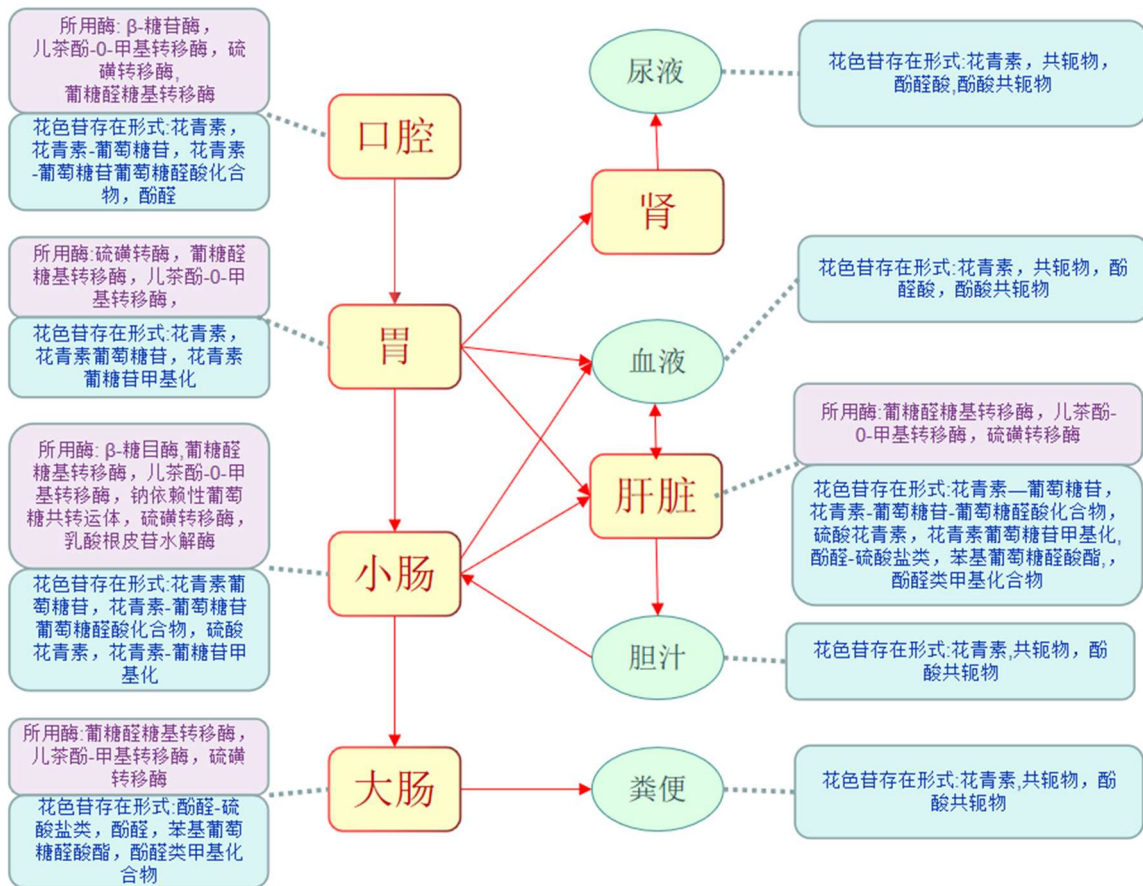 所用酶: β-糖苷酶，
儿茶酚-0-甲基转移酶，硫
磺转移酶,
葡糖醛糖基转移酶
花色苷存在形式:花青素，
花青素-葡萄糖苷，花青素
-葡萄糖苷葡萄糖醛酸化合
物，酚醛
口腔
尿液
花色苷存在形式:花青素，共轭物，
酚醛酸,酚酸共轭物
肾
所用酶:硫磺转酶，葡糖醛
糖基转移酶，儿茶酚-0-甲
基转移酶，
花色苷存在形式:花青素，
花青素葡萄糖苷，花青素
葡糖苷甲基化
胃
血液
花色苷存在形式:花青素，共轭物，酚
醛酸，酚酸共轭物
所用酶: β-糖目酶,葡糖醛
糖基转移酶，儿茶酚-0-甲
基转移酶，钠依赖性葡萄
糖共转运体，硫磺转移酶，
乳酸根皮苷水解酶
花色苷存在形式:花青素葡
萄糖苷，花青素-葡萄糖苷
葡萄糖醛酸化合物，硫酸
花青素，花青素-葡糖苷甲
基化
小肠
肝脏
所用酶:葡糖醛糖基转移酶，儿茶酚-
0-甲基转移酶，硫磺转移酶
花色苷存在形式:花青素—葡萄糖苷，
花青素-葡萄糖苷-葡萄糖醛酸化合物，
硫酸花青素，花青素葡萄糖苷甲基化,
酚醛-硫酸盐类，苯基葡萄糖醛酸酯,，
酚醛类甲基化合物
胆汁
花色苷存在形式:花青素,共轭物，酚
酸共轭物
所用酶:葡糖醛糖基转移酶，
儿茶酚-甲基转移酶，硫磺
转移酶
花色苷存在形式:酚醛-硫
酸盐类，酚醛，苯基葡萄
糖醛酸酯，酚醛类甲基化
合物
大肠
粪便
花色苷存在形式:花青素,共轭物，酚
酸共轭物